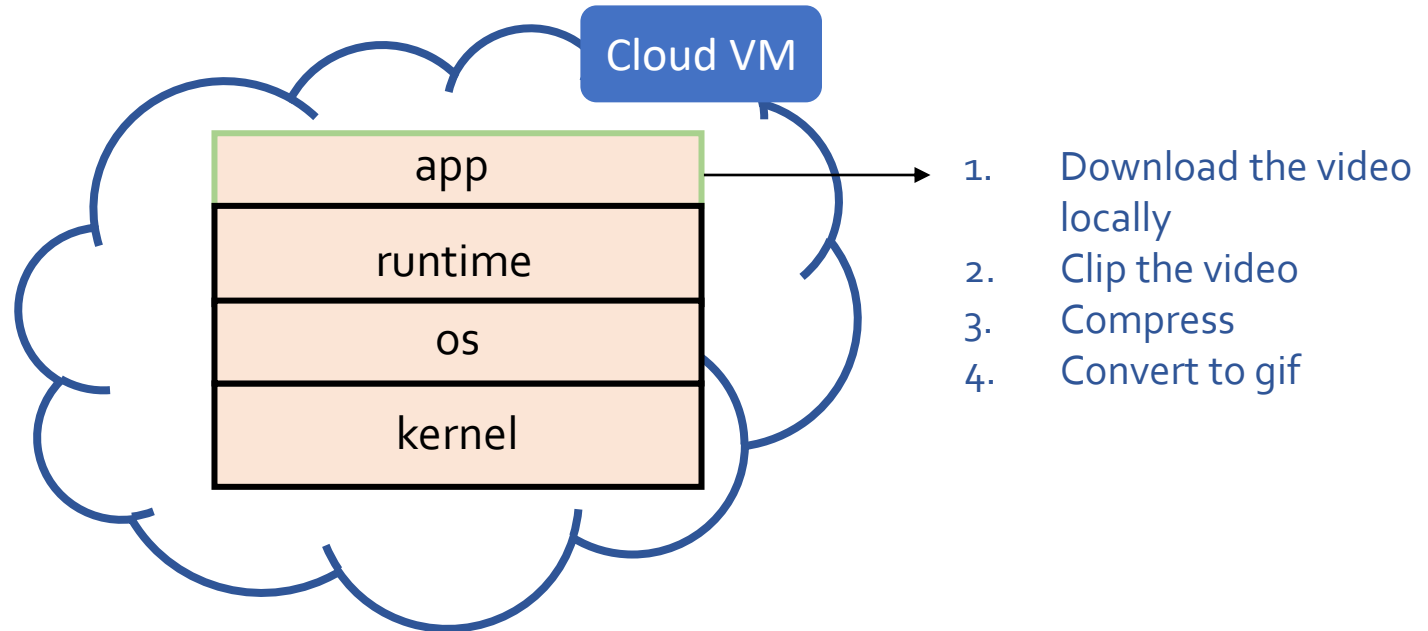 Cloud VM
app
runtime
os
kernel
1. Download the video
locally
2. Clip the video
3. Compress
4. Convert to gif